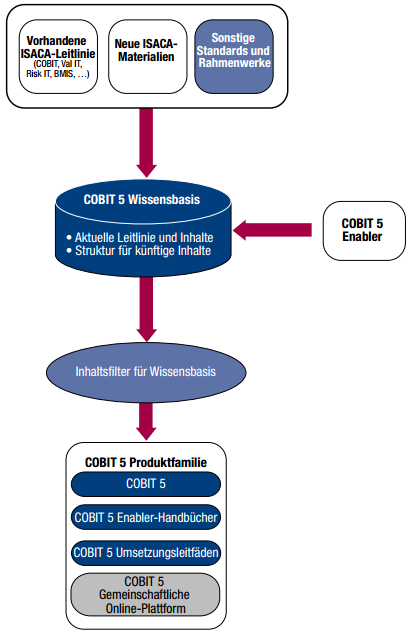 Vorhandene
ISACA-Leitlinie
(COBIT, Val IT,
Risk IT, BMIS, …)
Neue ISACA-
Materialien
Sonstige
Standards und
Rahmenwerke
COBIT 5 Wissensbasis
• Aktuelle Leitlinie und Inhalte
• Struktur für künftige Inhalte
COBIT 5
Enabler
Inhaltsfilter für Wissensbasis
COBIT 5 Produktfamilie
COBIT 5
COBIT 5 Enabler-Handbücher
COBIT 5 Umsetzungsleitfäden
COBIT 5
Gemeinschaftliche
Online-Plattform